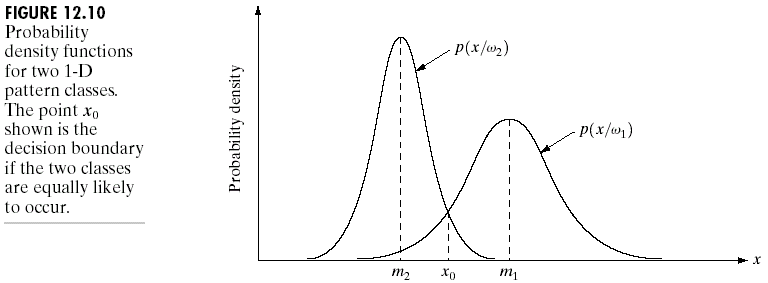 FIGURE 12.10
Probability
density functions
for two 1-D
pattern classes.
The point x₀
shown is the
decision boundary
if the two classes
are equally likely
to occur.
Probability density
p(x/ω₂)
p(x/ω₁)
m₂
x₀
m₁
x